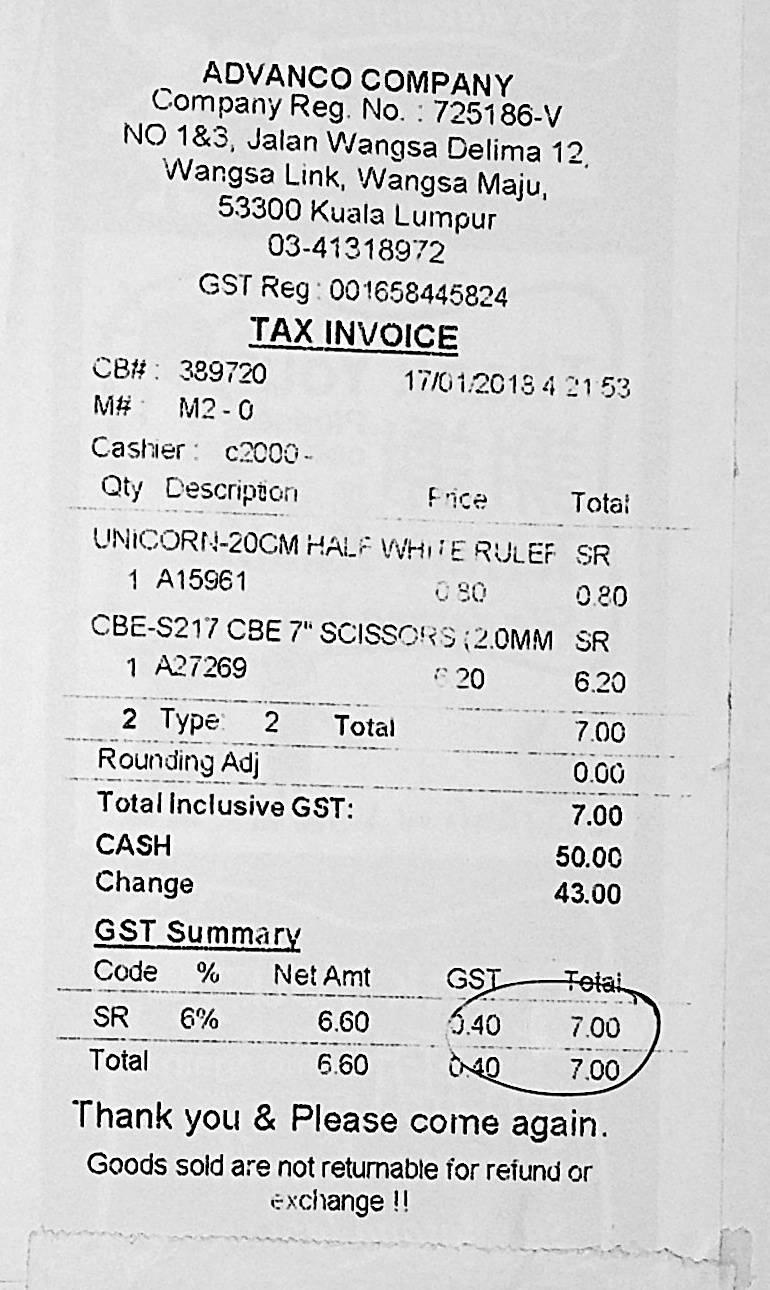 ADVANCO COMPANY
Company Reg. No. : 725186-V
NO 1&3, Jalan Wangsa Delima 12,
Wangsa Link, Wangsa Maju,
53300 Kuala Lumpur
03-41318972
GST Reg : 001658445824
TAX INVOICE
CB# : 389720 17/01/2018 4 21 53
M# : M2 - 0
Cashier : c2000 -
Qty Description Price Total
UNICORN-20CM HALF WHITE RULER SR
1 A15961 0.80 0.80
CBE-S217 CBE 7" SCISSORS (2.0MM SR
1 A27269 6.20 6.20
2 Type: 2 Total 7.00
Rounding Adj 0.00
Total Inclusive GST: 7.00
CASH 50.00
Change 43.00
GST Summary
Code % Net Amt GST Total
SR 6% 6.60 0.40 7.00
Total 6.60 0.40 7.00
Thank you & Please come again.
Goods sold are not returnable for refund or
exchange !!